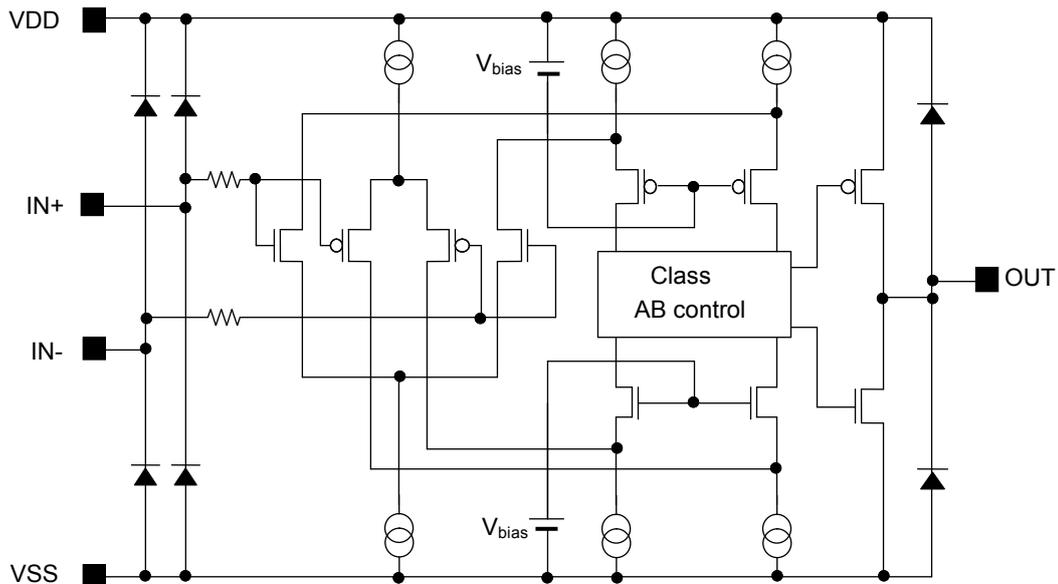 VDD
Vbias
IN+
Class
AB control
OUT
IN-
Vbias
VSS